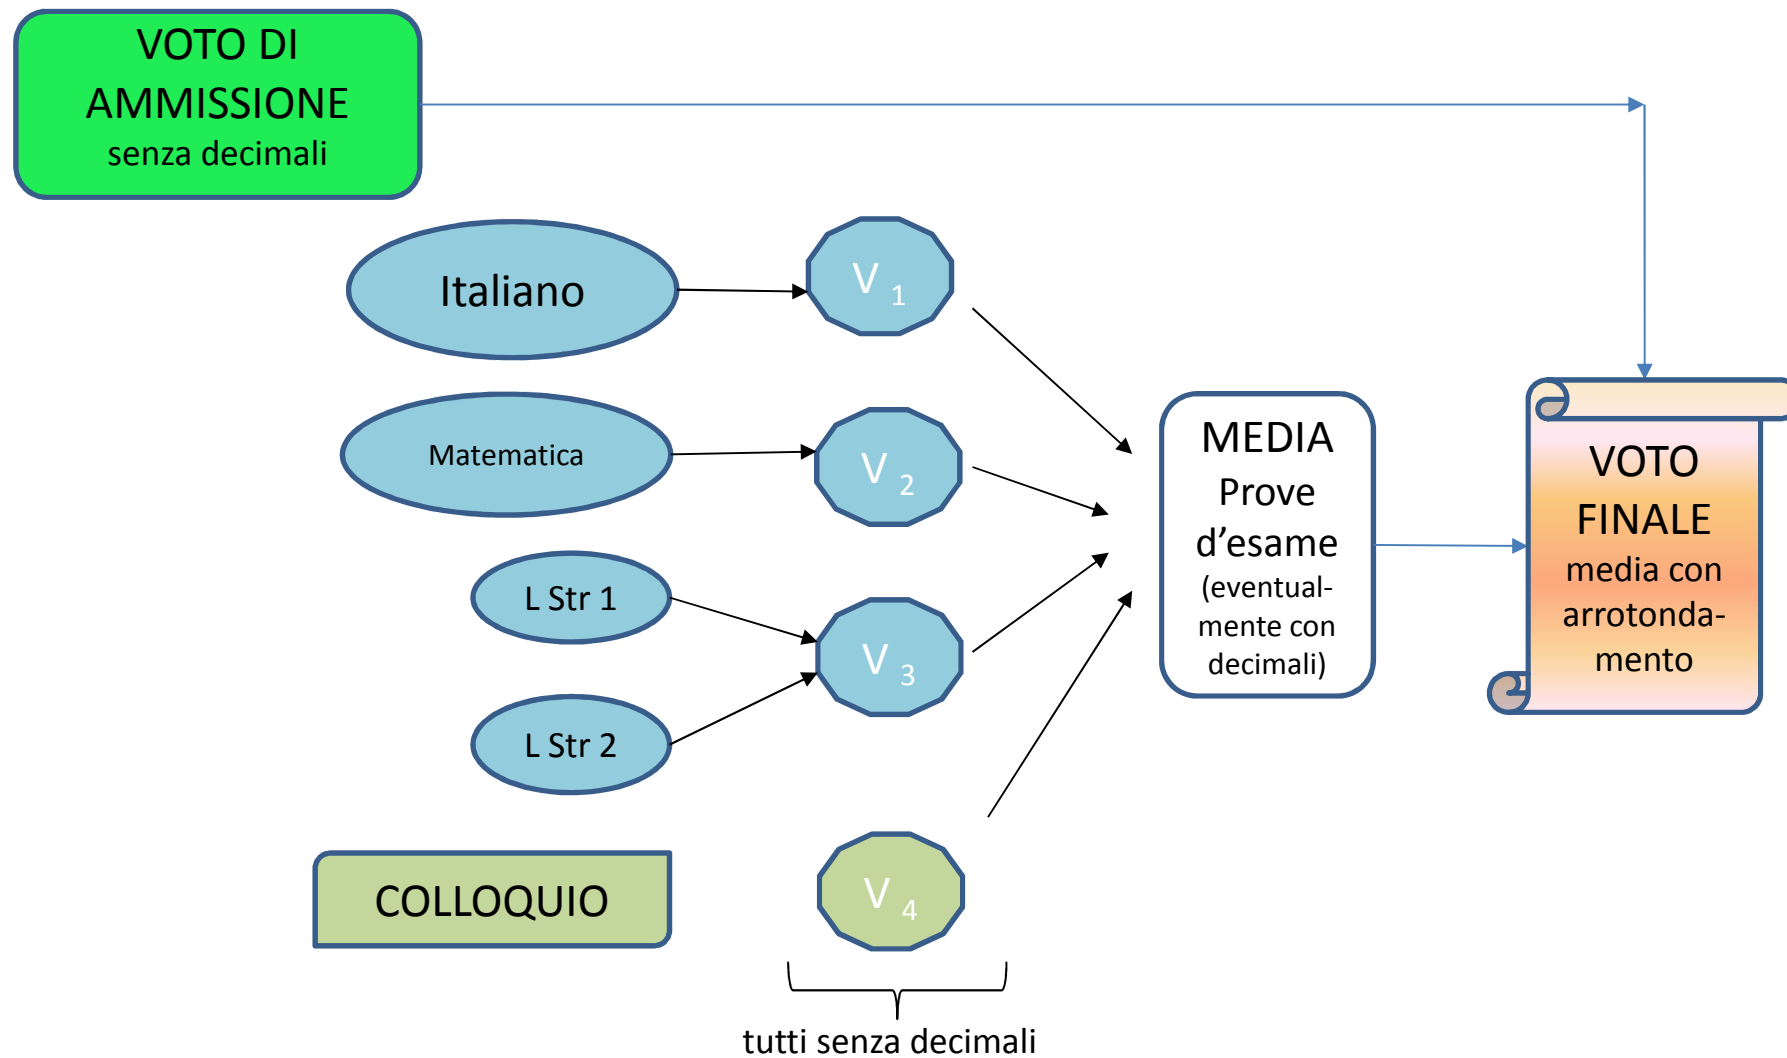 VOTO DI
AMMISSIONE
senza decimali
Italiano
V 1
Matematica
V 2
L Str 1
V 3
L Str 2
COLLOQUIO
V 4
tutti senza decimali
MEDIA
Prove
d’esame
(eventual-
mente con
decimali)
VOTO
FINALE
media con
arrotonda-
mento